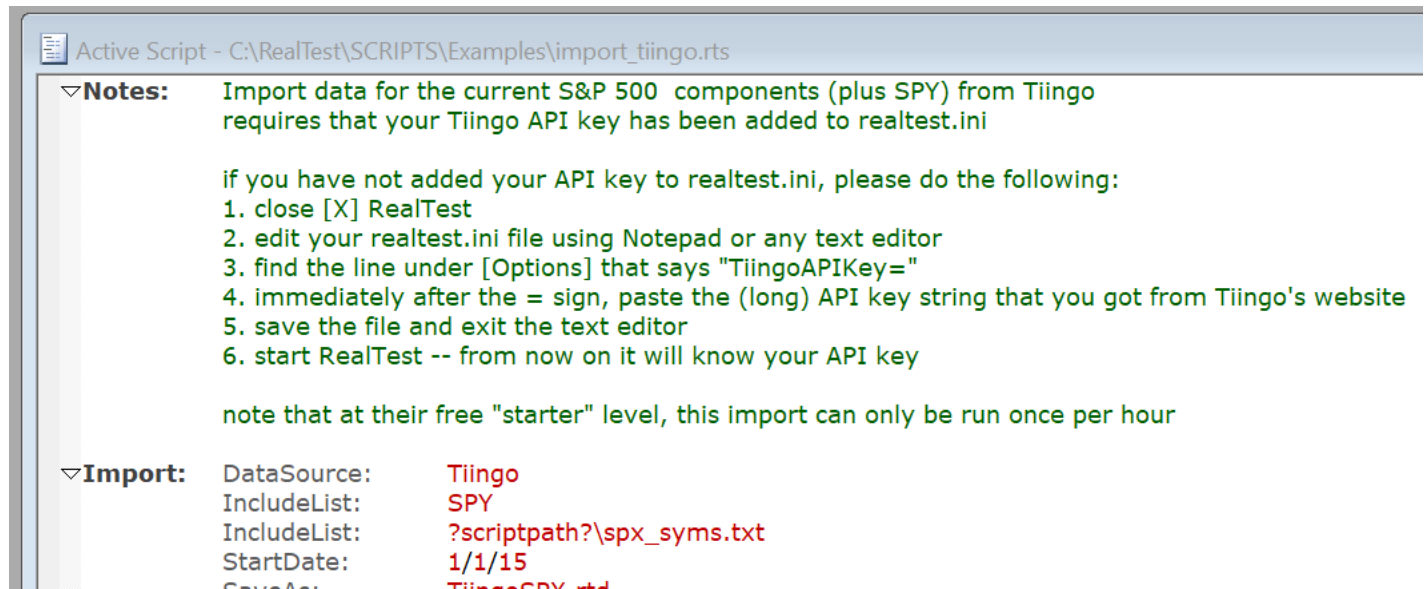 Active Script - C:\RealTest\SCRIPTS\Examples\import_tiingo.rts
Notes: Import data for the current S&P 500  components (plus SPY) from Tiingo
requires that your Tiingo API key has been added to realtest.ini
if you have not added your API key to realtest.ini, please do the following:
1. close [X] RealTest
2. edit your realtest.ini file using Notepad or any text editor
3. find the line under [Options] that says "TiingoAPIKey="
4. immediately after the = sign, paste the (long) API key string that you got from Tiingo's website
5. save the file and exit the text editor
6. start RealTest -- from now on it will know your API key
note that at their free "starter" level, this import can only be run once per hour
Import: DataSource: Tiingo
IncludeList: SPY
IncludeList: ?scriptpath?\spx_syms.txt
StartDate: 1/1/15